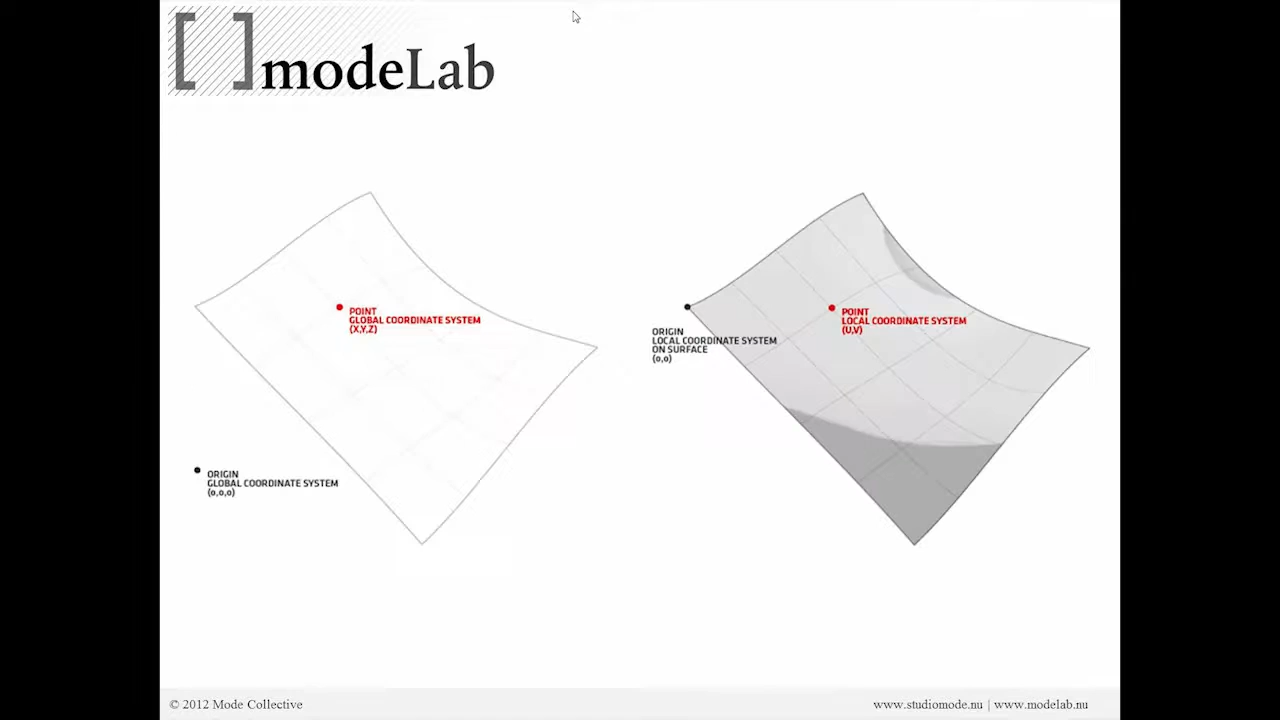 [ ] modeLab
POINT
GLOBAL COORDINATE SYSTEM
(X,Y,Z)
ORIGIN
GLOBAL COORDINATE SYSTEM
(0,0,0)
POINT
LOCAL COORDINATE SYSTEM
(U,V)
ORIGIN
LOCAL COORDINATE SYSTEM
ON SURFACE
(0,0)
© 2012 Mode Collective
www.studiomode.nu | www.modelab.nu